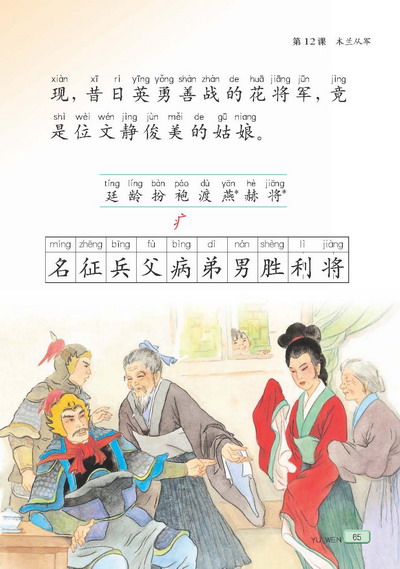 第12课 木兰从军
xiàn xī rì yīng yǒng shàn zhàn de huā jiāng jūn jìng
现，昔日英勇善战的花将军，竟
shì wèi wén jìng jùn měi de gū niang
是位文静俊美的姑娘。
tíng líng bàn páo dù yān hè jiāng
廷龄扮袍渡燕*赫将*
疒
míng zhēng bīng fù bìng dì nán shèng lì jiàng
名征兵父病弟男胜利将
YU WEN 65